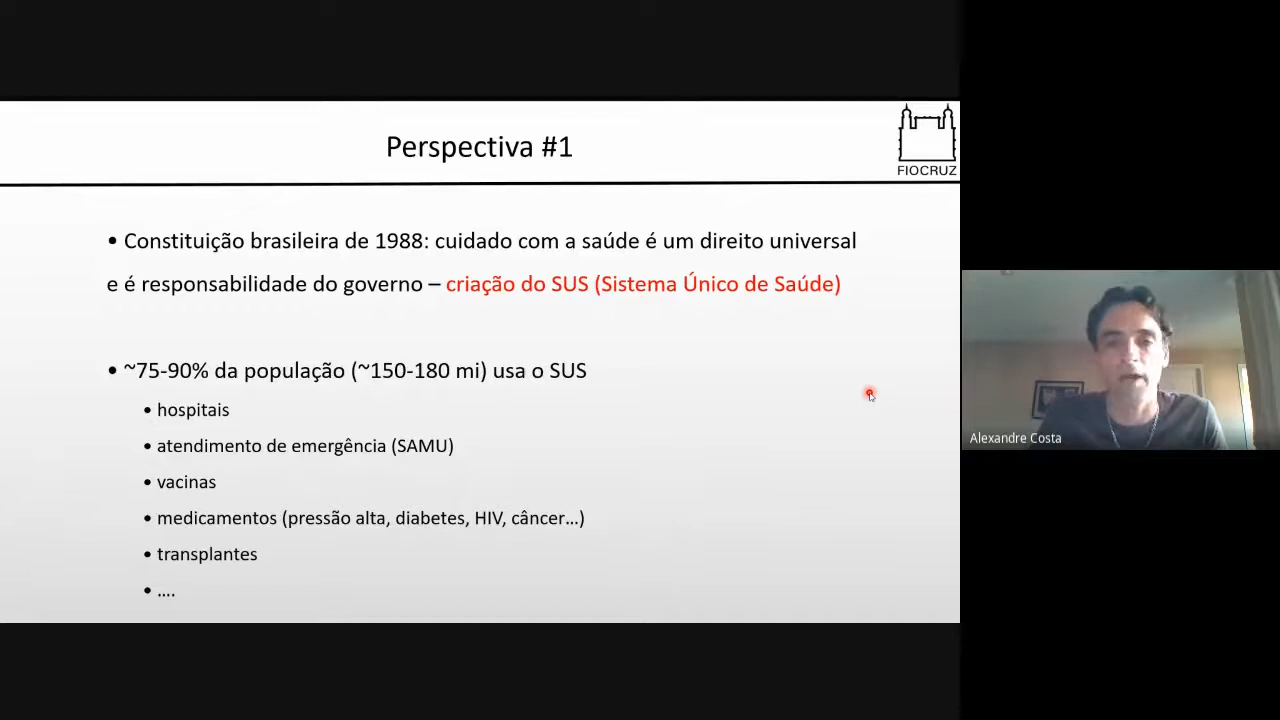 Perspectiva #1
FIOCRUZ
• Constituição brasileira de 1988: cuidado com a saúde é um direito universal
e é responsabilidade do governo – criação do SUS (Sistema Único de Saúde)
• ~75-90% da população (~150-180 mi) usa o SUS
• hospitais
• atendimento de emergência (SAMU)
• vacinas
• medicamentos (pressão alta, diabetes, HIV, câncer...)
• transplantes
• ....
Alexandre Costa